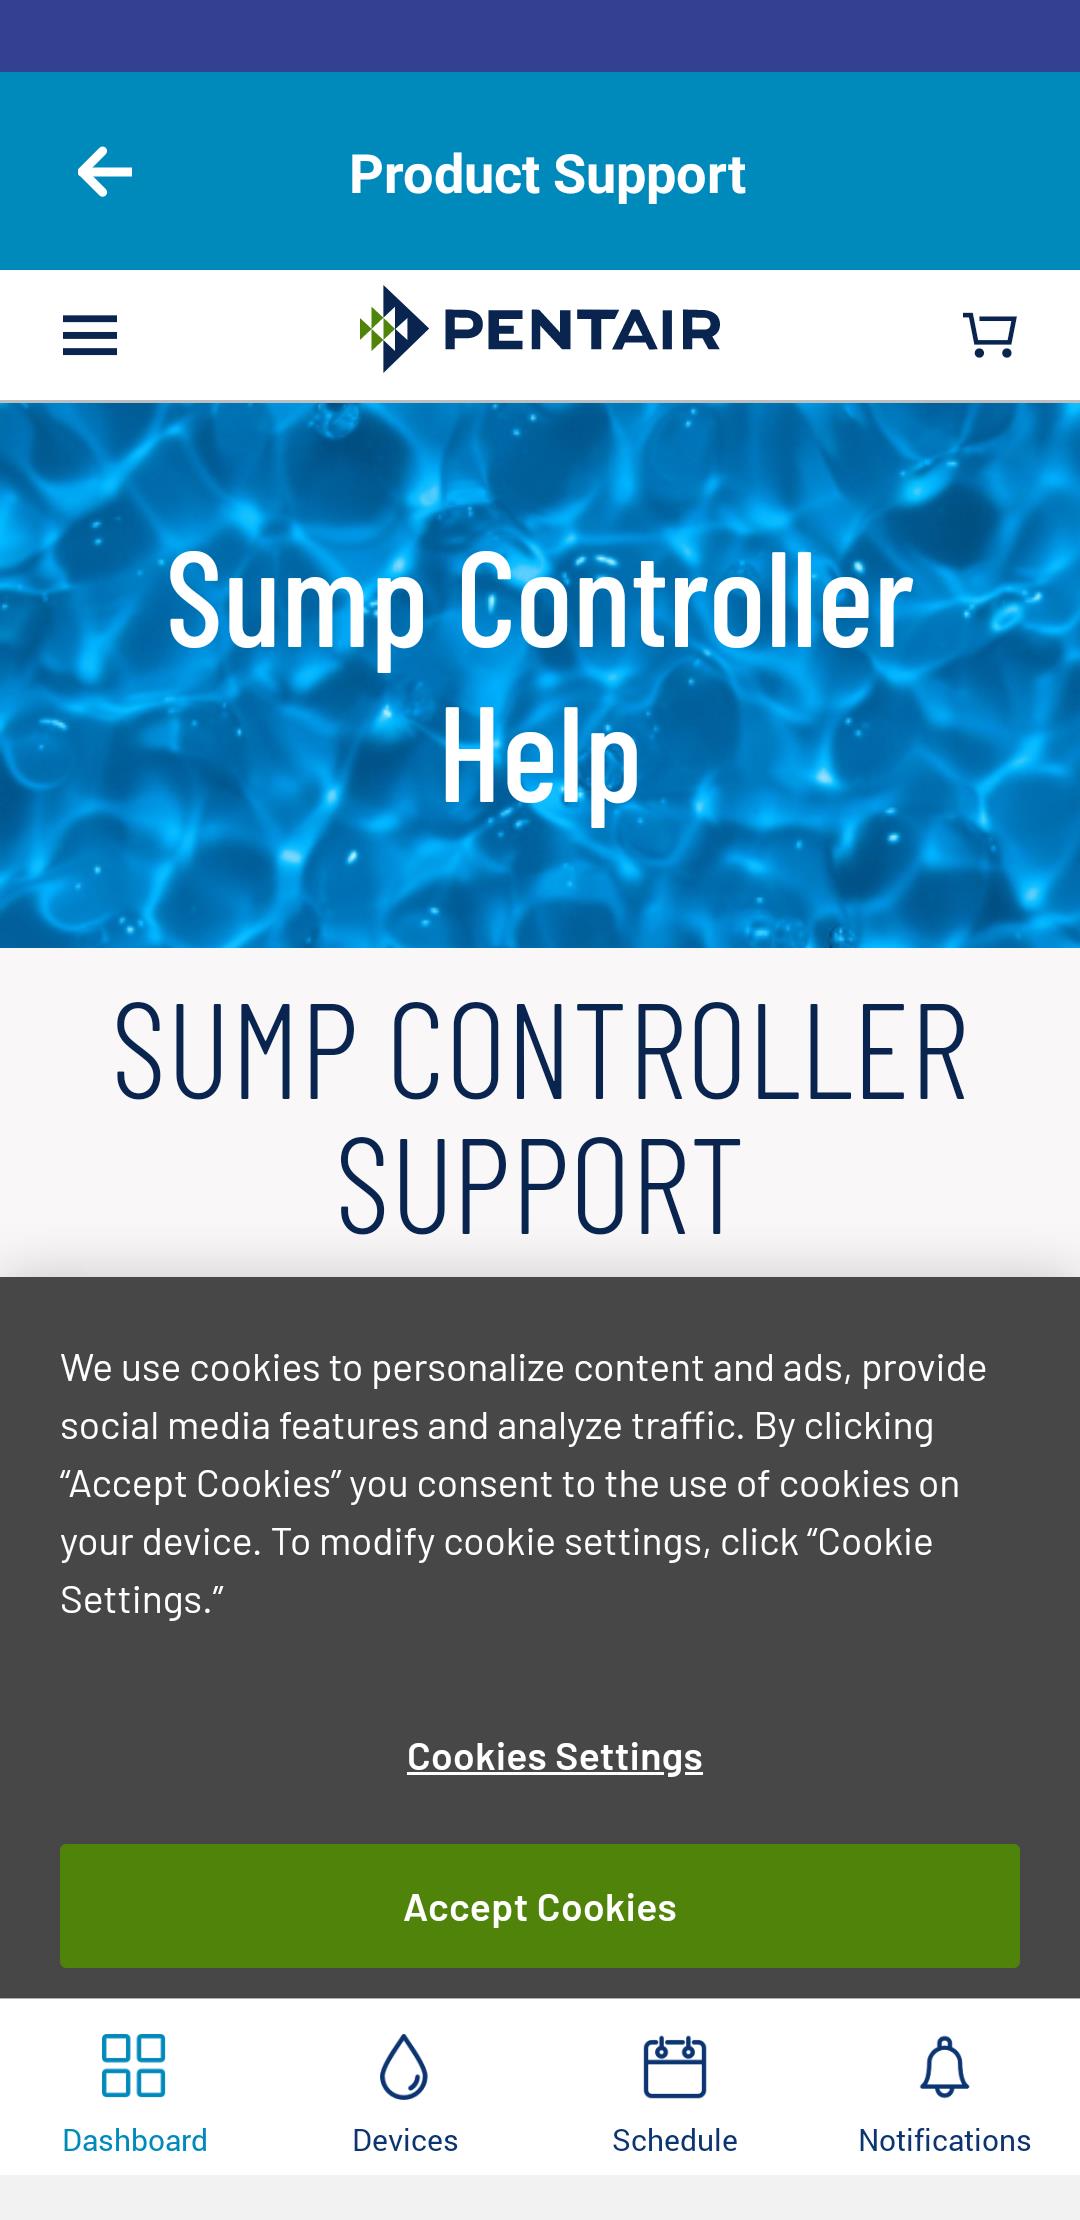 Product Support
PENTAIR
Sump Controller
Help
SUMP CONTROLLER
SUPPORT
We use cookies to personalize content and ads, provide
social media features and analyze traffic. By clicking
“Accept Cookies” you consent to the use of cookies on
your device. To modify cookie settings, click “Cookie
Settings.”
Cookies Settings
Accept Cookies
Dashboard
Devices
Schedule
Notifications